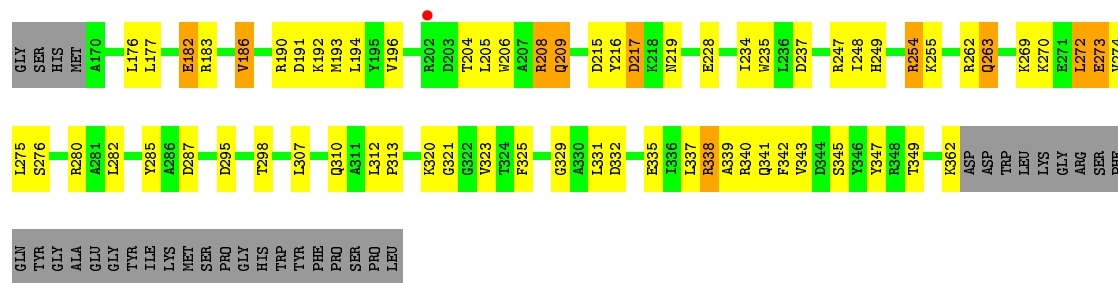 GLY SER HIS MET A170 L176 L177 E182 R183 V186 R190 D191 K192 M193 L194 Y195 V196 R202 D203 T204 L205 W206 A207 R208 Q209 D215 Y216 D217 K218 N219 E228 I234 W235 L236 D237 R247 I248 H249 R254 K255 R262 Q263 K269 K270 E271 L272 E273 V274
L275 S276 R280 A281 L282 Y285 A286 D287 D295 T298 L307 Q310 A311 L312 P313 K320 G321 G322 V323 T324 F325 G329 A330 L331 D332 E335 I336 L337 R338 A339 R340 Q341 F342 V343 D344 S345 Y346 Y347 R348 T349 K362 ASP ASP TRP LEU LYS GLY ARG SER PHE
GLN TYR GLY ALA GLU GLY TYR ILE LYS MET SER PRO GLY HIS TRP TYR PHE PRO SER PRO LEU